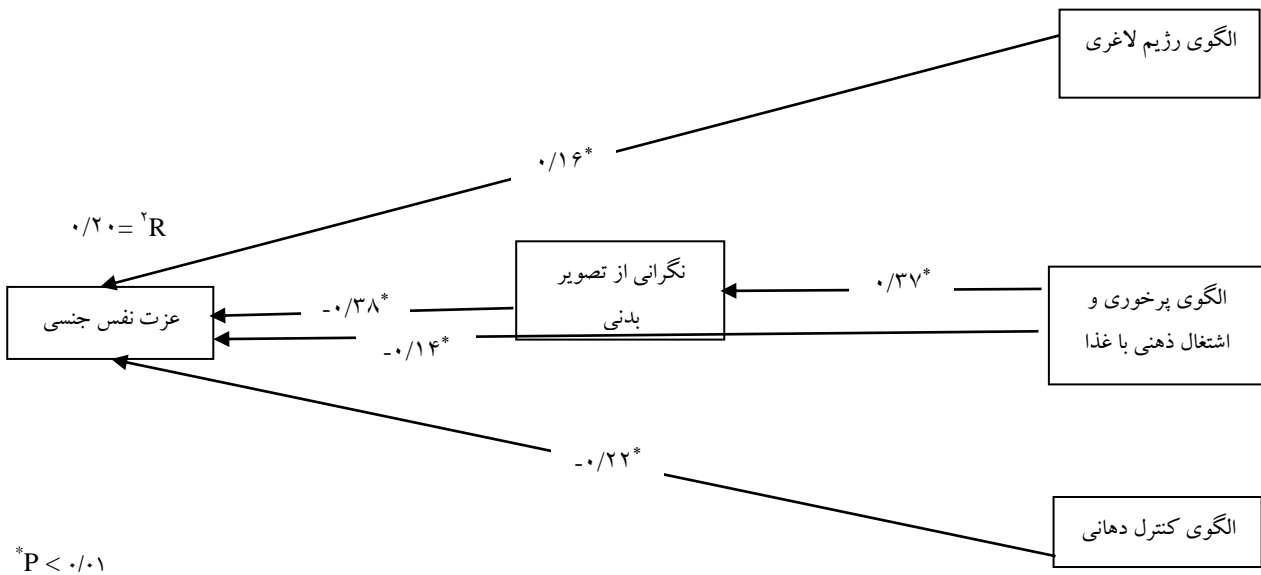 الگوی رژیم لاغری
۰/۱۶*
۰/۲۰= ²R
نگرانی از تصویر
بدنی
۰/۳۷*
الگوی پرخوری و
اشتغال ذهنی با غذا
عزت نفس جنسی
-۰/۳۸*
-۰/۱۴*
-۰/۲۲*
الگوی کنترل دهانی
*P < ۰/۰۱